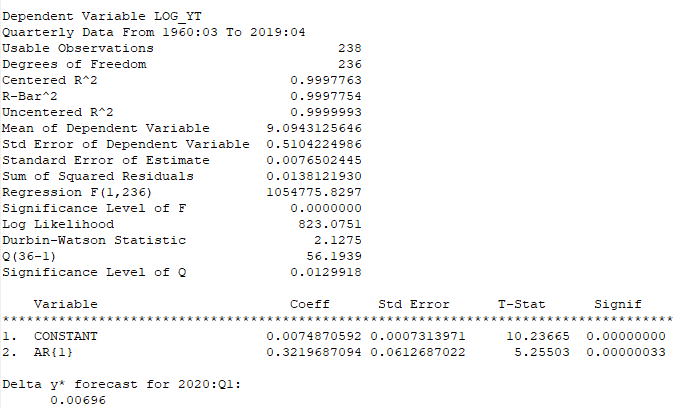 Dependent Variable LOG_YT
Quarterly Data From 1960:03 To 2019:04
Usable Observations 238
Degrees of Freedom 236
Centered R^2 0.9997763
R-Bar^2 0.9997754
Uncentered R^2 0.9999993
Mean of Dependent Variable 9.0943125646
Std Error of Dependent Variable 0.5104224986
Standard Error of Estimate 0.0076502445
Sum of Squared Residuals 0.0138121930
Regression F(1,236) 1054775.8297
Significance Level of F 0.0000000
Log Likelihood 823.0751
Durbin-Watson Statistic 2.1275
Q(36-1) 56.1939
Significance Level of Q 0.0129918
Variable Coeff Std Error T-Stat Signif
************************************************************************************
1. CONSTANT 0.0074870592 0.0007313971 10.23665 0.00000000
2. AR{1} 0.3219687094 0.0612687022 5.25503 0.00000033
Delta y* forecast for 2020:Q1:
0.00696